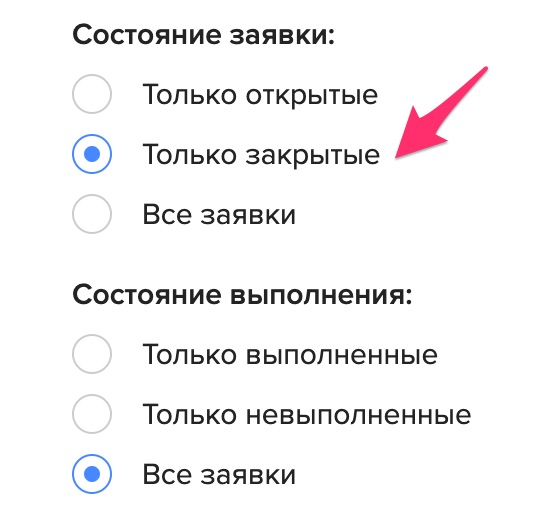 Состояние заявки:
Только открытые
Только закрытые
Все заявки
Состояние выполнения:
Только выполненные
Только невыполненные
Все заявки